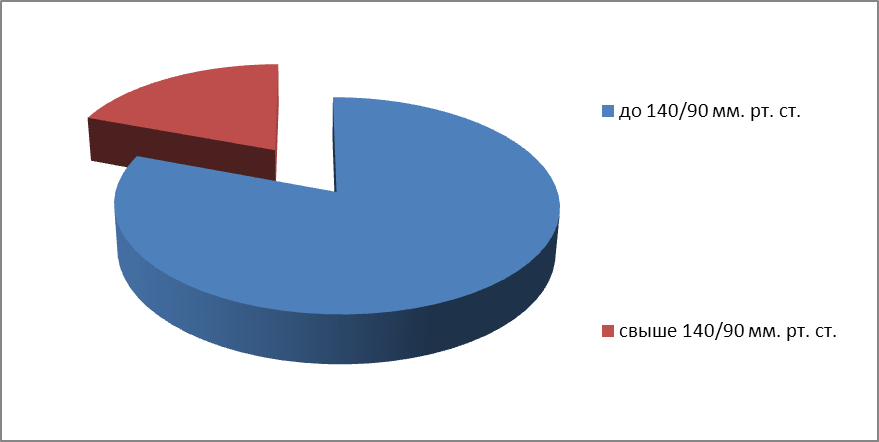 до 140/90 мм. рт. ст.
свыше 140/90 мм. рт. ст.